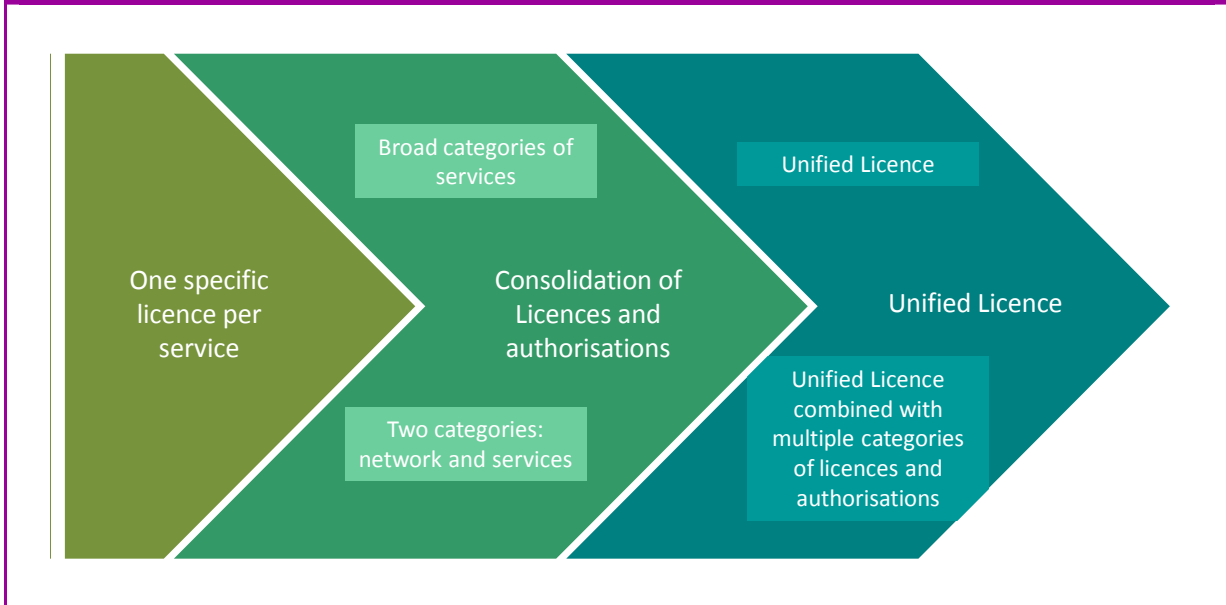 One specific
licence per
service
Broad categories of
services
Consolidation of
Licences and
authorisations
Two categories:
network and services
Unified Licence
Unified Licence
Unified Licence
combined with
multiple categories
of licences and
authorisations